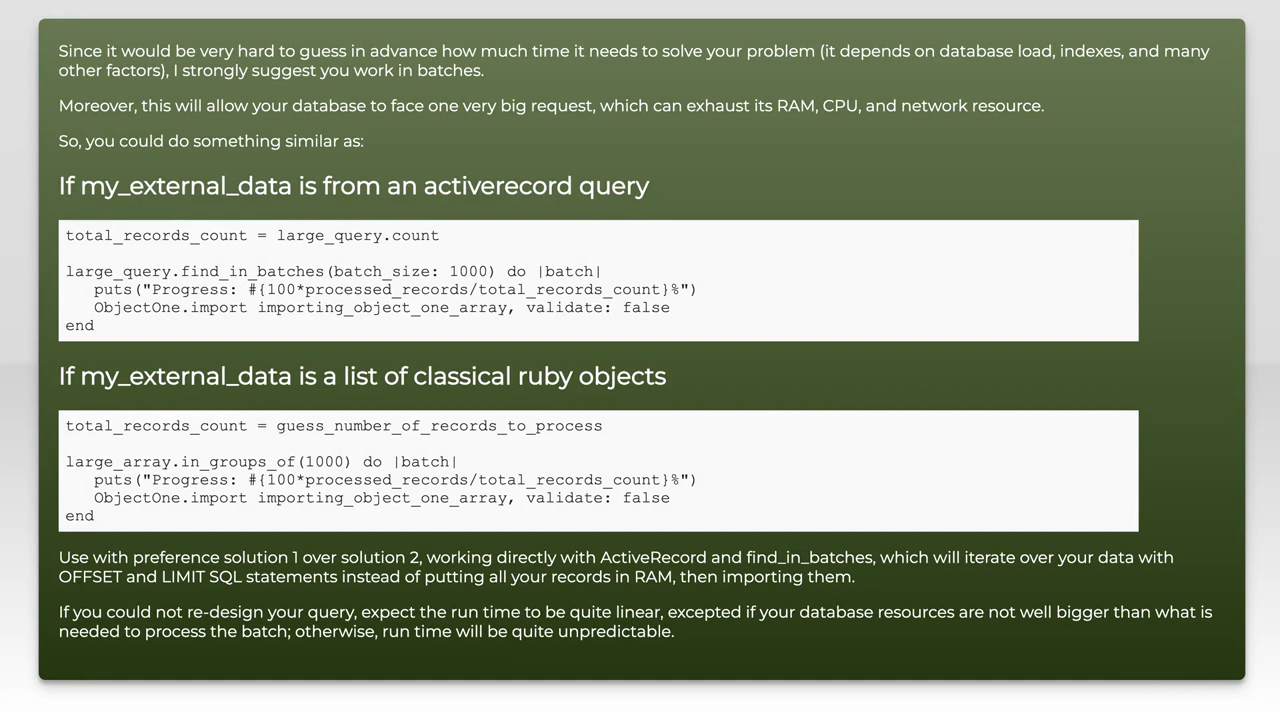 Since it would be very hard to guess in advance how much time it needs to solve your problem (it depends on database load, indexes, and many
other factors), I strongly suggest you work in batches.
Moreover, this will allow your database to face one very big request, which can exhaust its RAM, CPU, and network resource.
So, you could do something similar as:
If my_external_data is from an activerecord query
total_records_count = large_query.count
large_query.find_in_batches(batch_size: 1000) do |batch|
   puts("Progress: #{100*processed_records/total_records_count}%")
   ObjectOne.import importing_object_one_array, validate: false
end
If my_external_data is a list of classical ruby objects
total_records_count = guess_number_of_records_to_process
large_array.in_groups_of(1000) do |batch|
   puts("Progress: #{100*processed_records/total_records_count}%")
   ObjectOne.import importing_object_one_array, validate: false
end
Use with preference solution 1 over solution 2, working directly with ActiveRecord and find_in_batches, which will iterate over your data with
OFFSET and LIMIT SQL statements instead of putting all your records in RAM, then importing them.
If you could not re-design your query, expect the run time to be quite linear, excepted if your database resources are not well bigger than what is
needed to process the batch; otherwise, run time will be quite unpredictable.